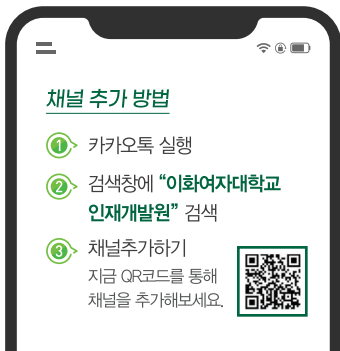 채널 추가 방법
1 카카오톡 실행
2 검색창에 “이화여자대학교
인재개발원” 검색
3 채널추가하기
지금 QR코드를 통해
채널을 추가해보세요.